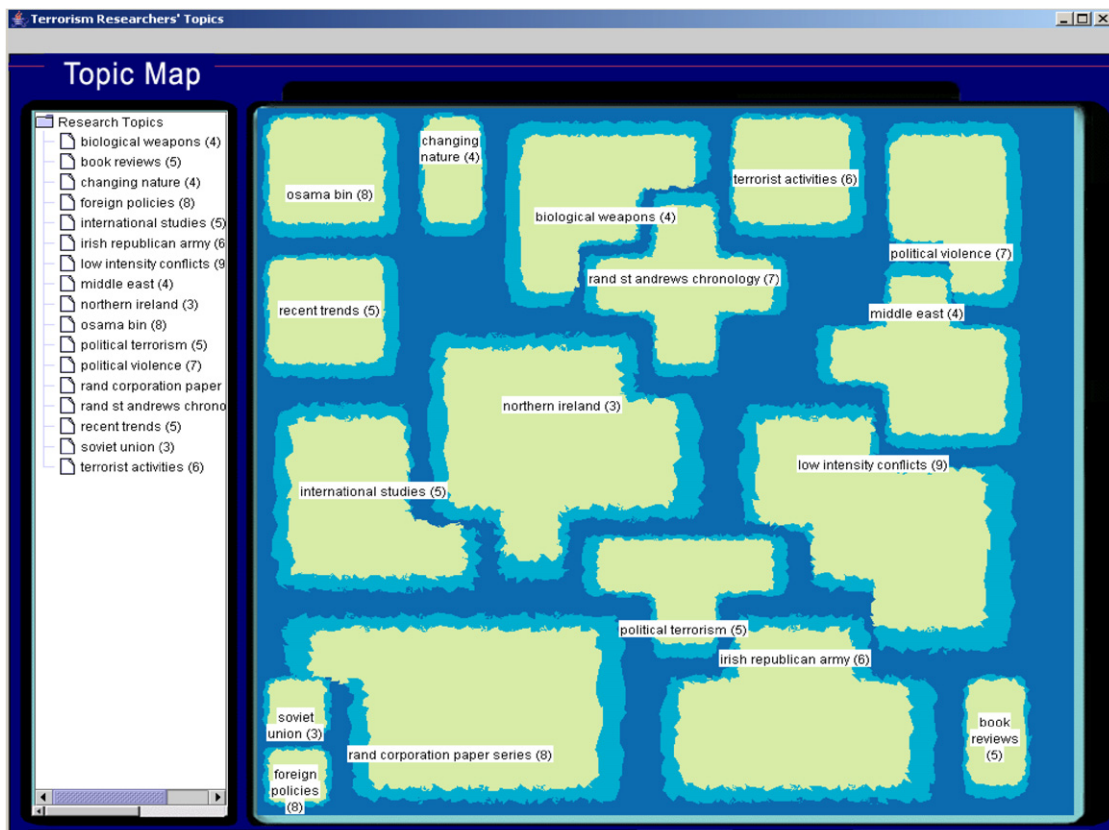 Terrorism Researchers' Topics
Topic Map
Research Topics
biological weapons (4)
book reviews (5)
changing nature (4)
foreign policies (8)
international studies (5)
irish republican army (6
low intensity conflicts (9
middle east (4)
northern ireland (3)
osama bin (8)
political terrorism (5)
political violence (7)
rand corporation paper
rand st andrews chrono
recent trends (5)
soviet union (3)
terrorist activities (6)
changing
nature (4)
osama bin (8)
terrorist activities (6)
biological weapons (4)
political violence (7)
rand st andrews chronology (7)
recent trends (5)
middle east (4)
northern ireland (3)
low intensity conflicts (9)
international studies (5)
political terrorism (5)
irish republican army (6)
soviet
union (3)
book
reviews
(5)
rand corporation paper series (8)
foreign
policies
(8)